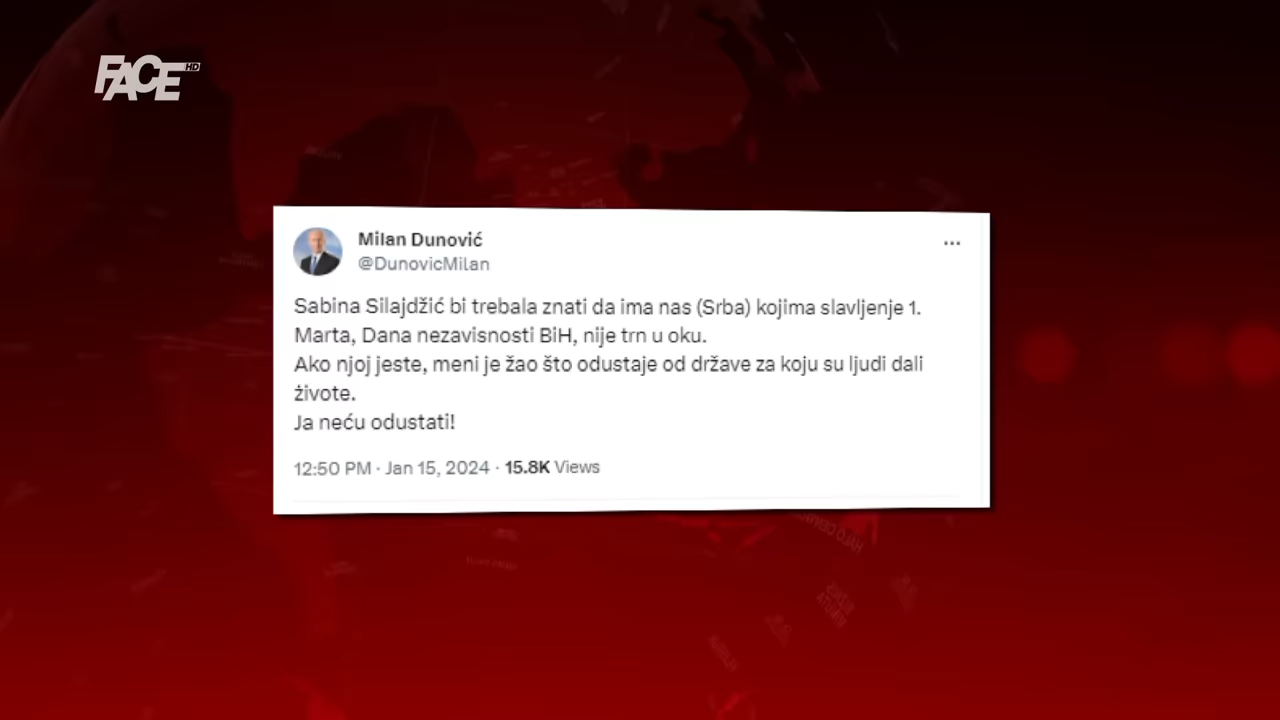 FACE HD
Milan Dunović
@DunovicMilan
Sabina Silajdžić bi trebala znati da ima nas (Srba) kojima slavljenje 1.
Marta, Dana nezavisnosti BiH, nije trn u oku.
Ako njoj jeste, meni je žao što odustaje od države za koju su ljudi dali
živote.
Ja neću odustati!
12:50 PM · Jan 15, 2024 · 15.8K Views